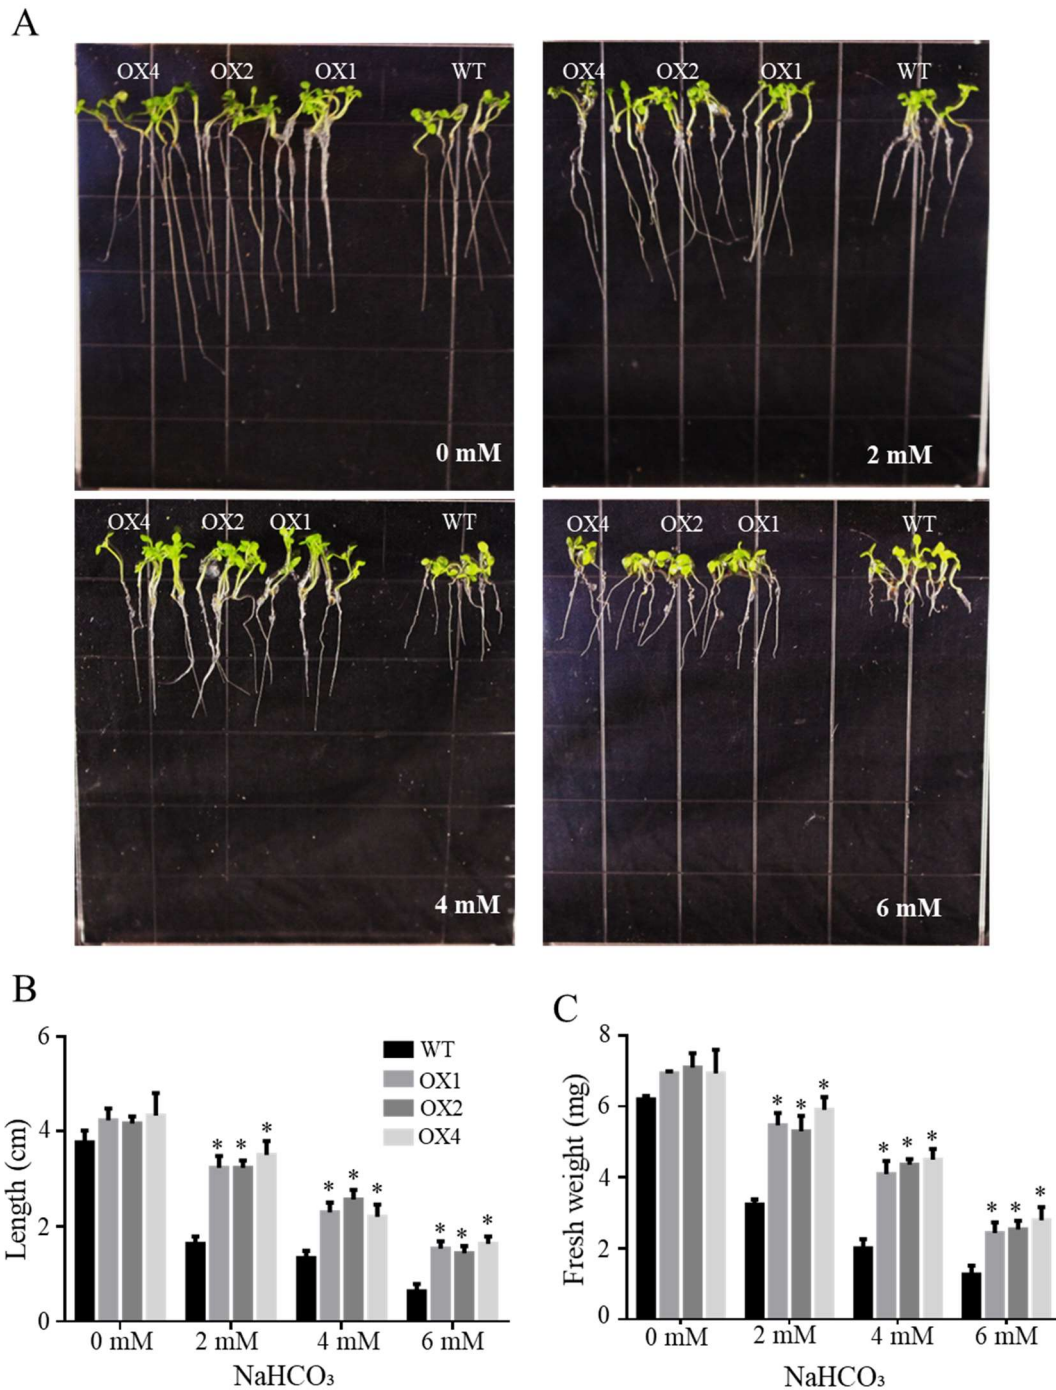 A
OX4 OX2 OX1 WT
0 mM
OX4 OX2 OX1 WT
2 mM
OX4 OX2 OX1 WT
4 mM
OX4 OX2 OX1 WT
6 mM
B
Length (cm)
6
4
2
0
WT
OX1
OX2
OX4
* * *
* * *
* * *
0 mM 2 mM 4 mM 6 mM
NaHCO₃
C
Fresh weight (mg)
8
6
4
2
0
* * *
* * *
* * *
0 mM 2 mM 4 mM 6 mM
NaHCO₃